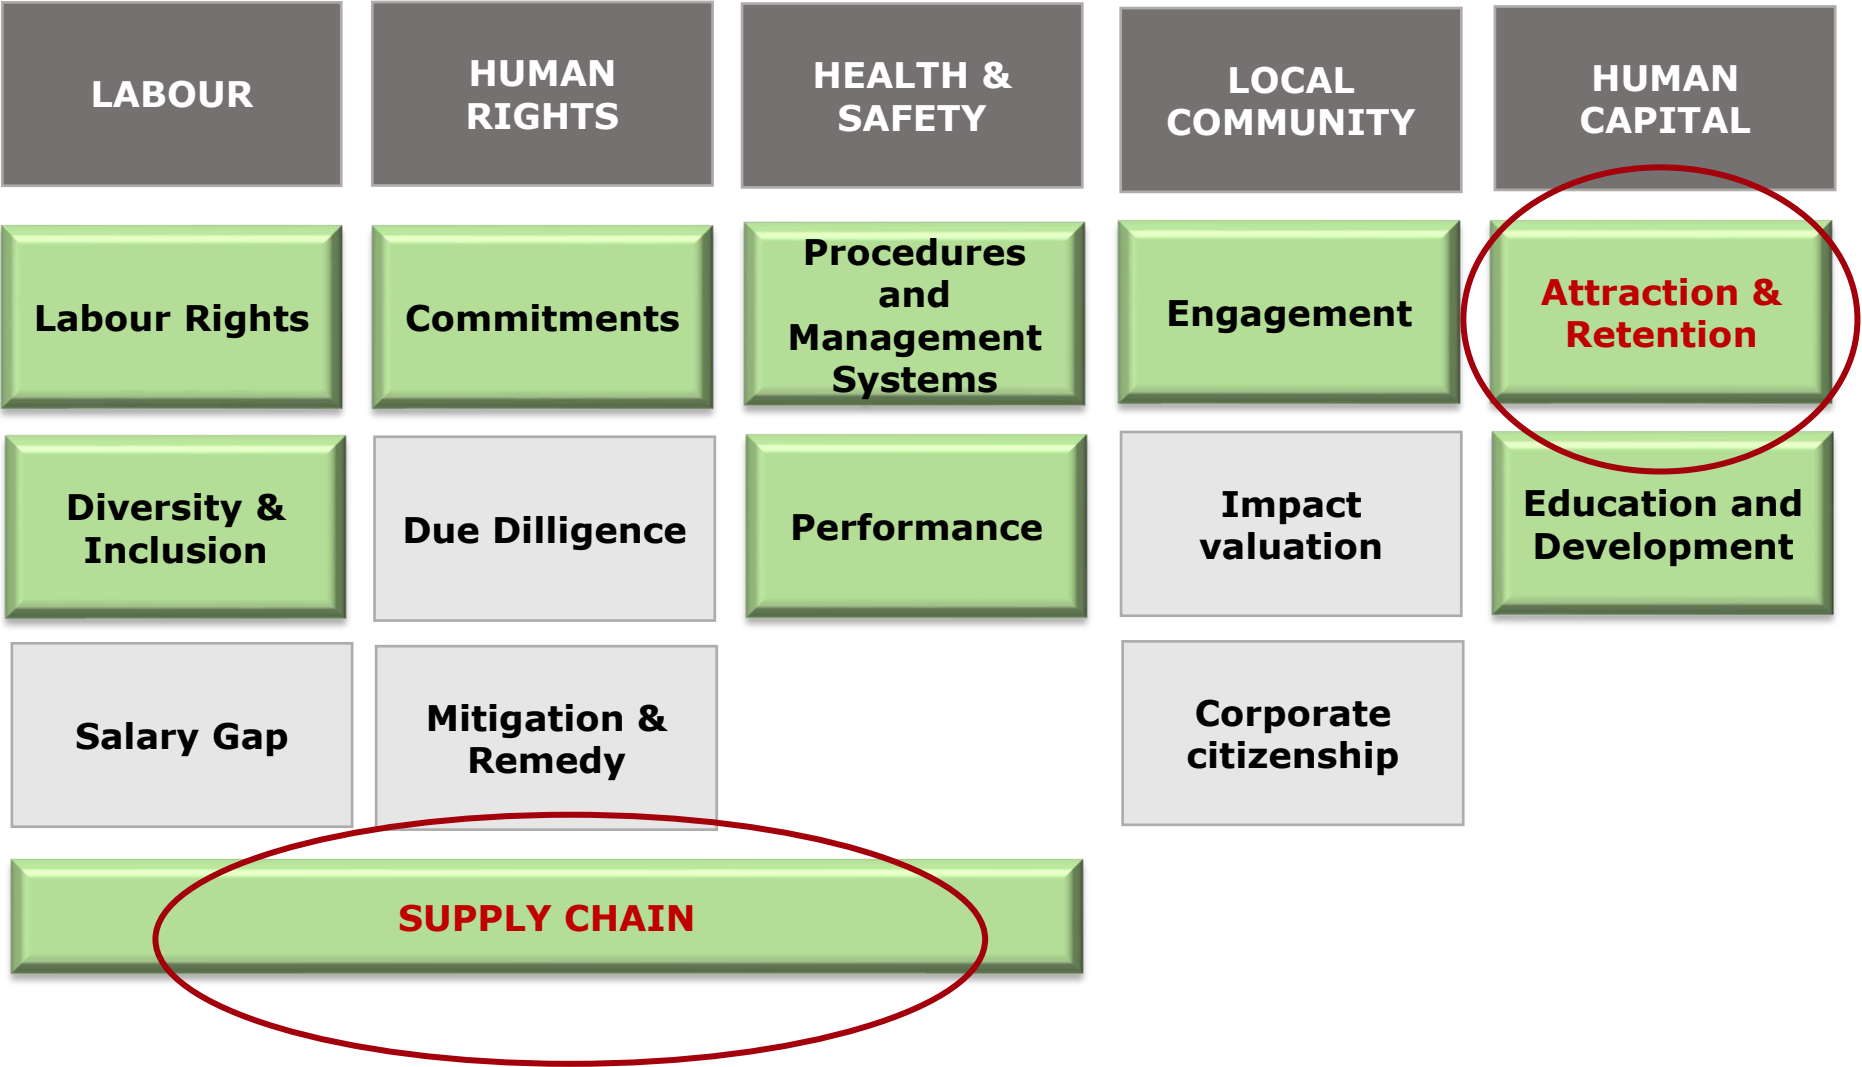 LABOUR
HUMAN
RIGHTS
HEALTH &
SAFETY
LOCAL
COMMUNITY
HUMAN
CAPITAL
Labour Rights
Commitments
Procedures
and
Management
Systems
Engagement
Attraction &
Retention
Diversity &
Inclusion
Due Dilligence
Performance
Impact
valuation
Education and
Development
Salary Gap
Mitigation &
Remedy
Corporate
citizenship
SUPPLY CHAIN